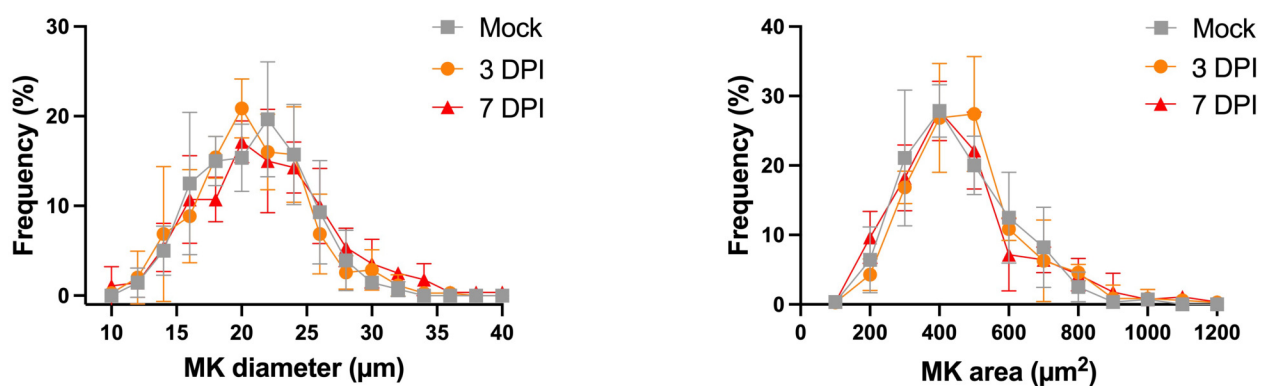 30
20
10
0
Frequency (%)
10 15 20 25 30 35 40
MK diameter (µm)
Mock
3 DPI
7 DPI
40
30
20
10
0
Frequency (%)
0 200 400 600 800 1000 1200
MK area (µm²)
Mock
3 DPI
7 DPI